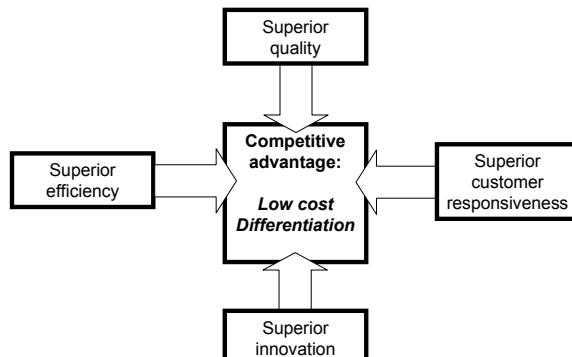 Superior
quality
Competitive
advantage:
Low cost
Differentiation
Superior
efficiency
Superior
customer
responsiveness
Superior
innovation